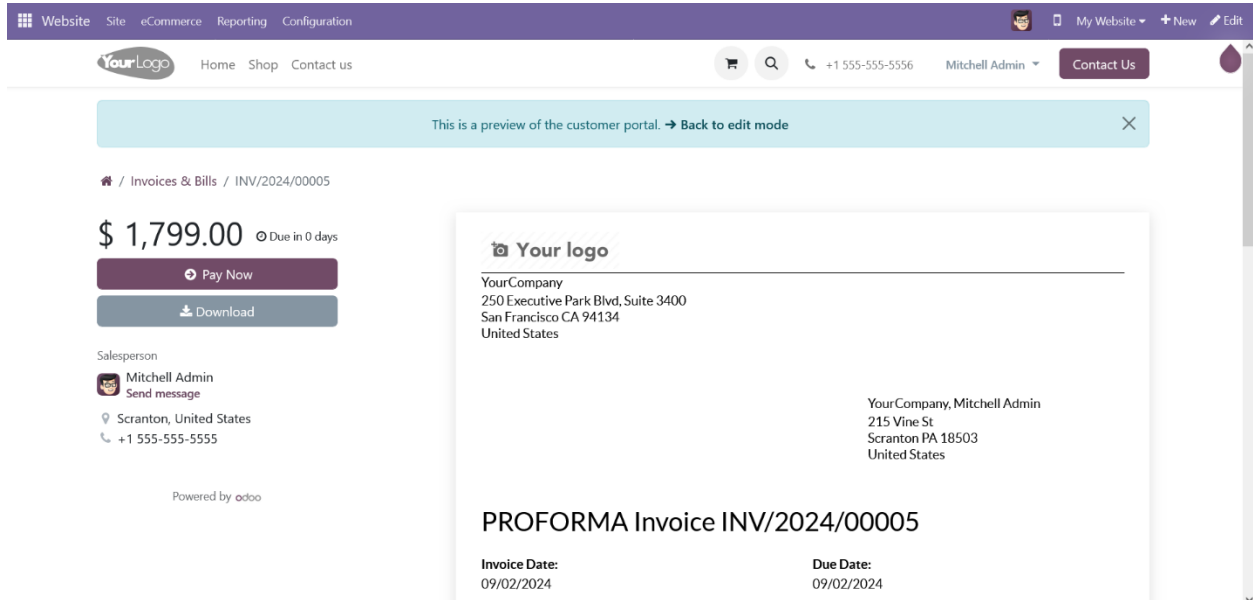 Website Site eCommerce Reporting Configuration My Website +New Edit
YourLogo Home Shop Contact us +1 555-555-5556 Mitchell Admin Contact Us
This is a preview of the customer portal. → Back to edit mode
/ Invoices & Bills / INV/2024/00005
$ 1,799.00 Due in 0 days
Pay Now
Download
Salesperson
Mitchell Admin
Send message
Scranton, United States
+1 555-555-5555
Powered by odoo
Your logo
YourCompany
250 Executive Park Blvd, Suite 3400
San Francisco CA 94134
United States
YourCompany, Mitchell Admin
215 Vine St
Scranton PA 18503
United States
PROFORMA Invoice INV/2024/00005
Invoice Date: Due Date:
09/02/2024 09/02/2024